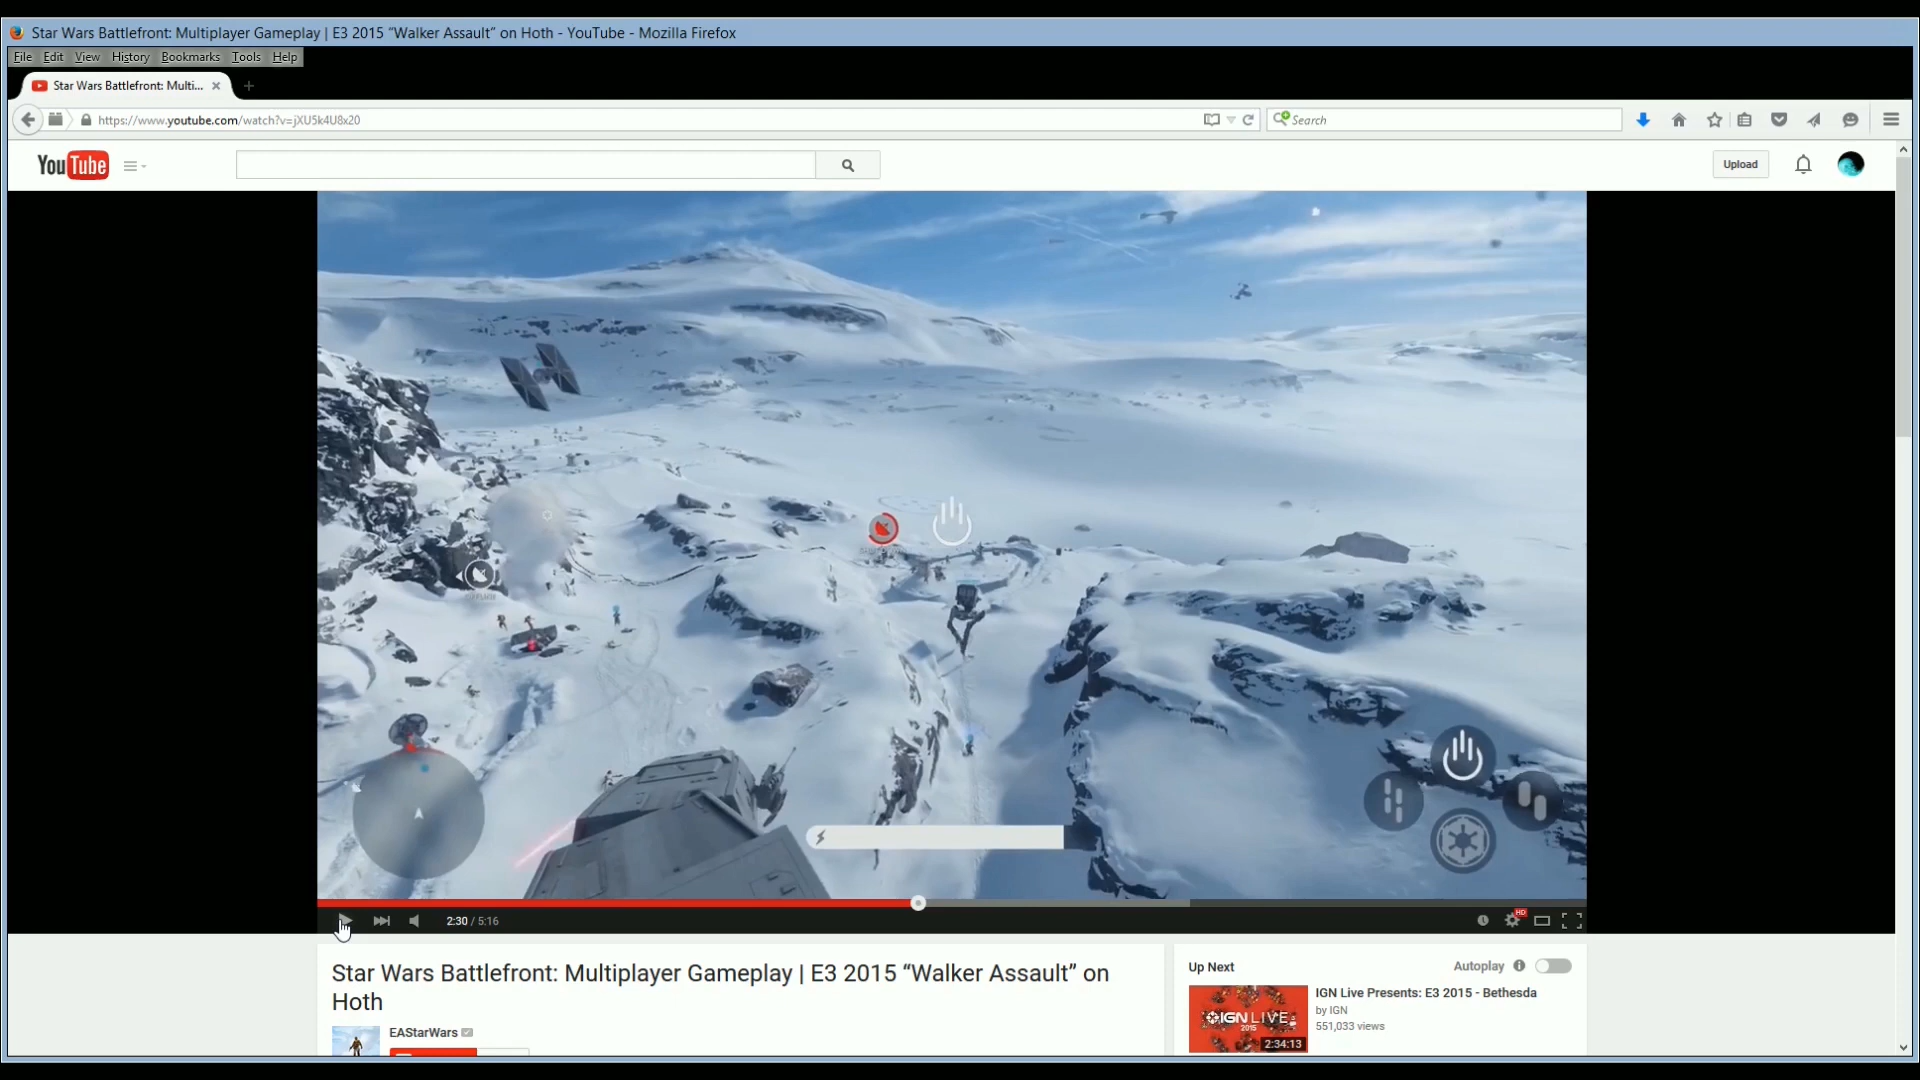 Star Wars Battlefront: Multiplayer Gameplay | E3 2015 “Walker Assault” on Hoth - YouTube - Mozilla Firefox
File Edit View History Bookmarks Tools Help
Star Wars Battlefront: Multi...
https://www.youtube.com/watch?v=jXU5k4U8x20
Search
YouTube
Upload
2:30 / 5:16
HD
Star Wars Battlefront: Multiplayer Gameplay | E3 2015 “Walker Assault” on
Hoth
EAStarWars
Up Next
Autoplay
IGN LIVE
2015
2:34:13
IGN Live Presents: E3 2015 - Bethesda
by IGN
551,033 views